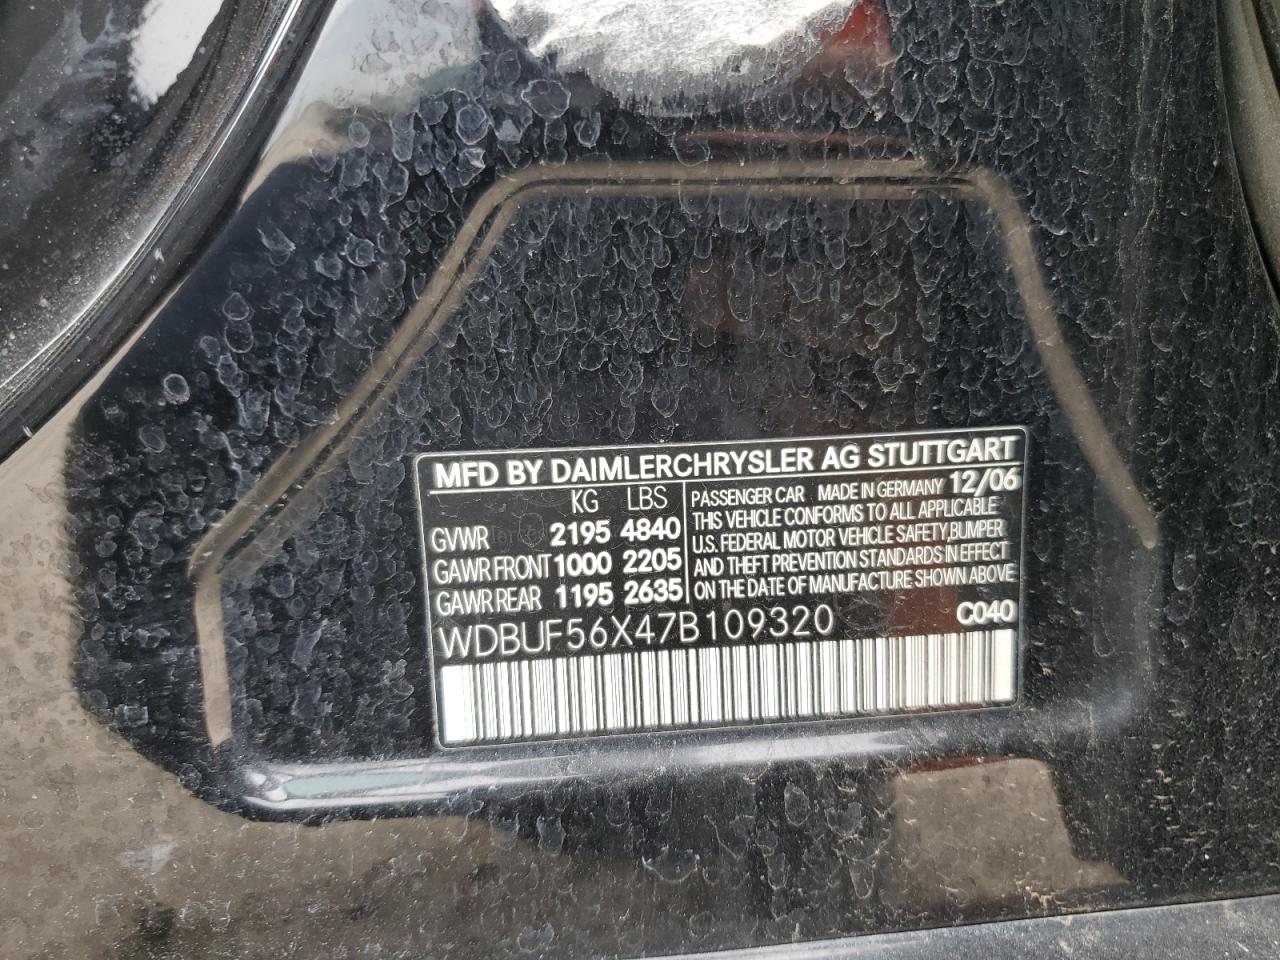 MFD BY DAIMLERCHRYSLER AG STUTTGART
KG LBS
GVWR 2195 4840
GAWR FRONT 1000 2205
GAWR REAR 1195 2635
PASSENGER CAR MADE IN GERMANY 12/06
THIS VEHICLE CONFORMS TO ALL APPLICABLE
U.S. FEDERAL MOTOR VEHICLE SAFETY, BUMPER
AND THEFT PREVENTION STANDARDS IN EFFECT
ON THE DATE OF MANUFACTURE SHOWN ABOVE
WDBUF56X47B109320 C040